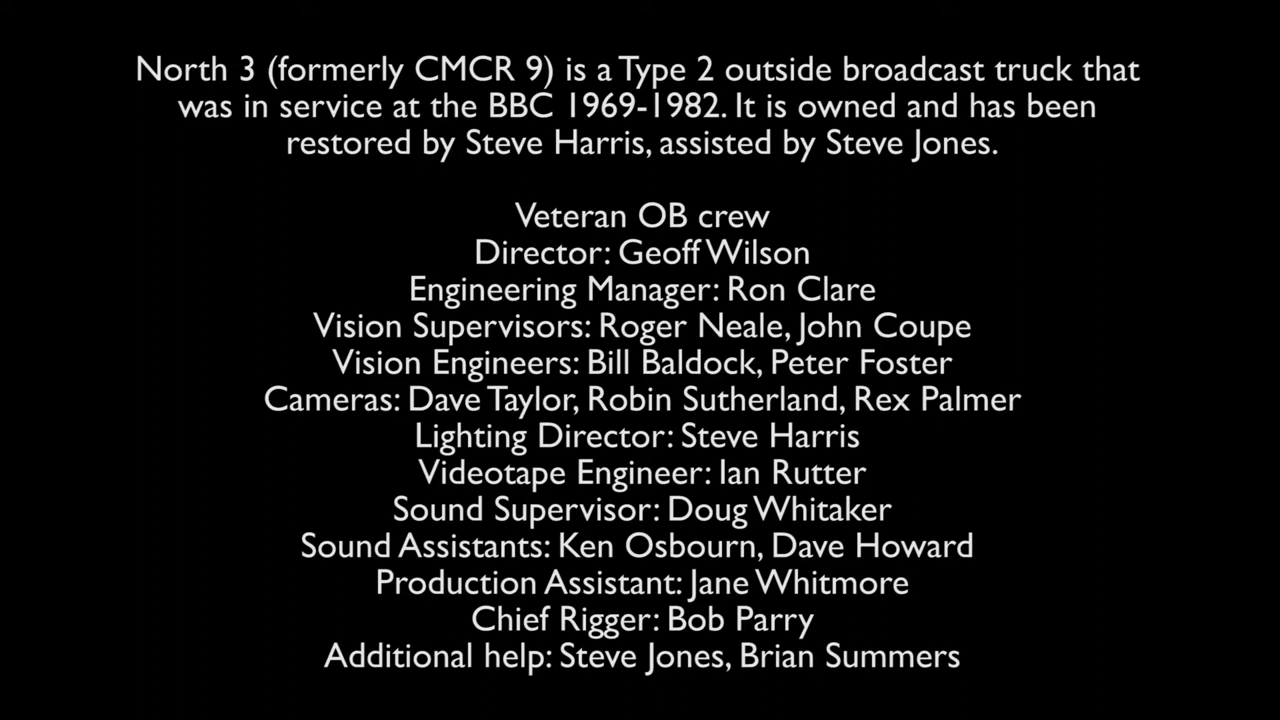 North 3 (formerly CMCR 9) is a Type 2 outside broadcast truck that
was in service at the BBC 1969-1982. It is owned and has been
restored by Steve Harris, assisted by Steve Jones.
Veteran OB crew
Director: Geoff Wilson
Engineering Manager: Ron Clare
Vision Supervisors: Roger Neale, John Coupe
Vision Engineers: Bill Baldock, Peter Foster
Cameras: Dave Taylor, Robin Sutherland, Rex Palmer
Lighting Director: Steve Harris
Videotape Engineer: Ian Rutter
Sound Supervisor: Doug Whitaker
Sound Assistants: Ken Osbourn, Dave Howard
Production Assistant: Jane Whitmore
Chief Rigger: Bob Parry
Additional help: Steve Jones, Brian Summers